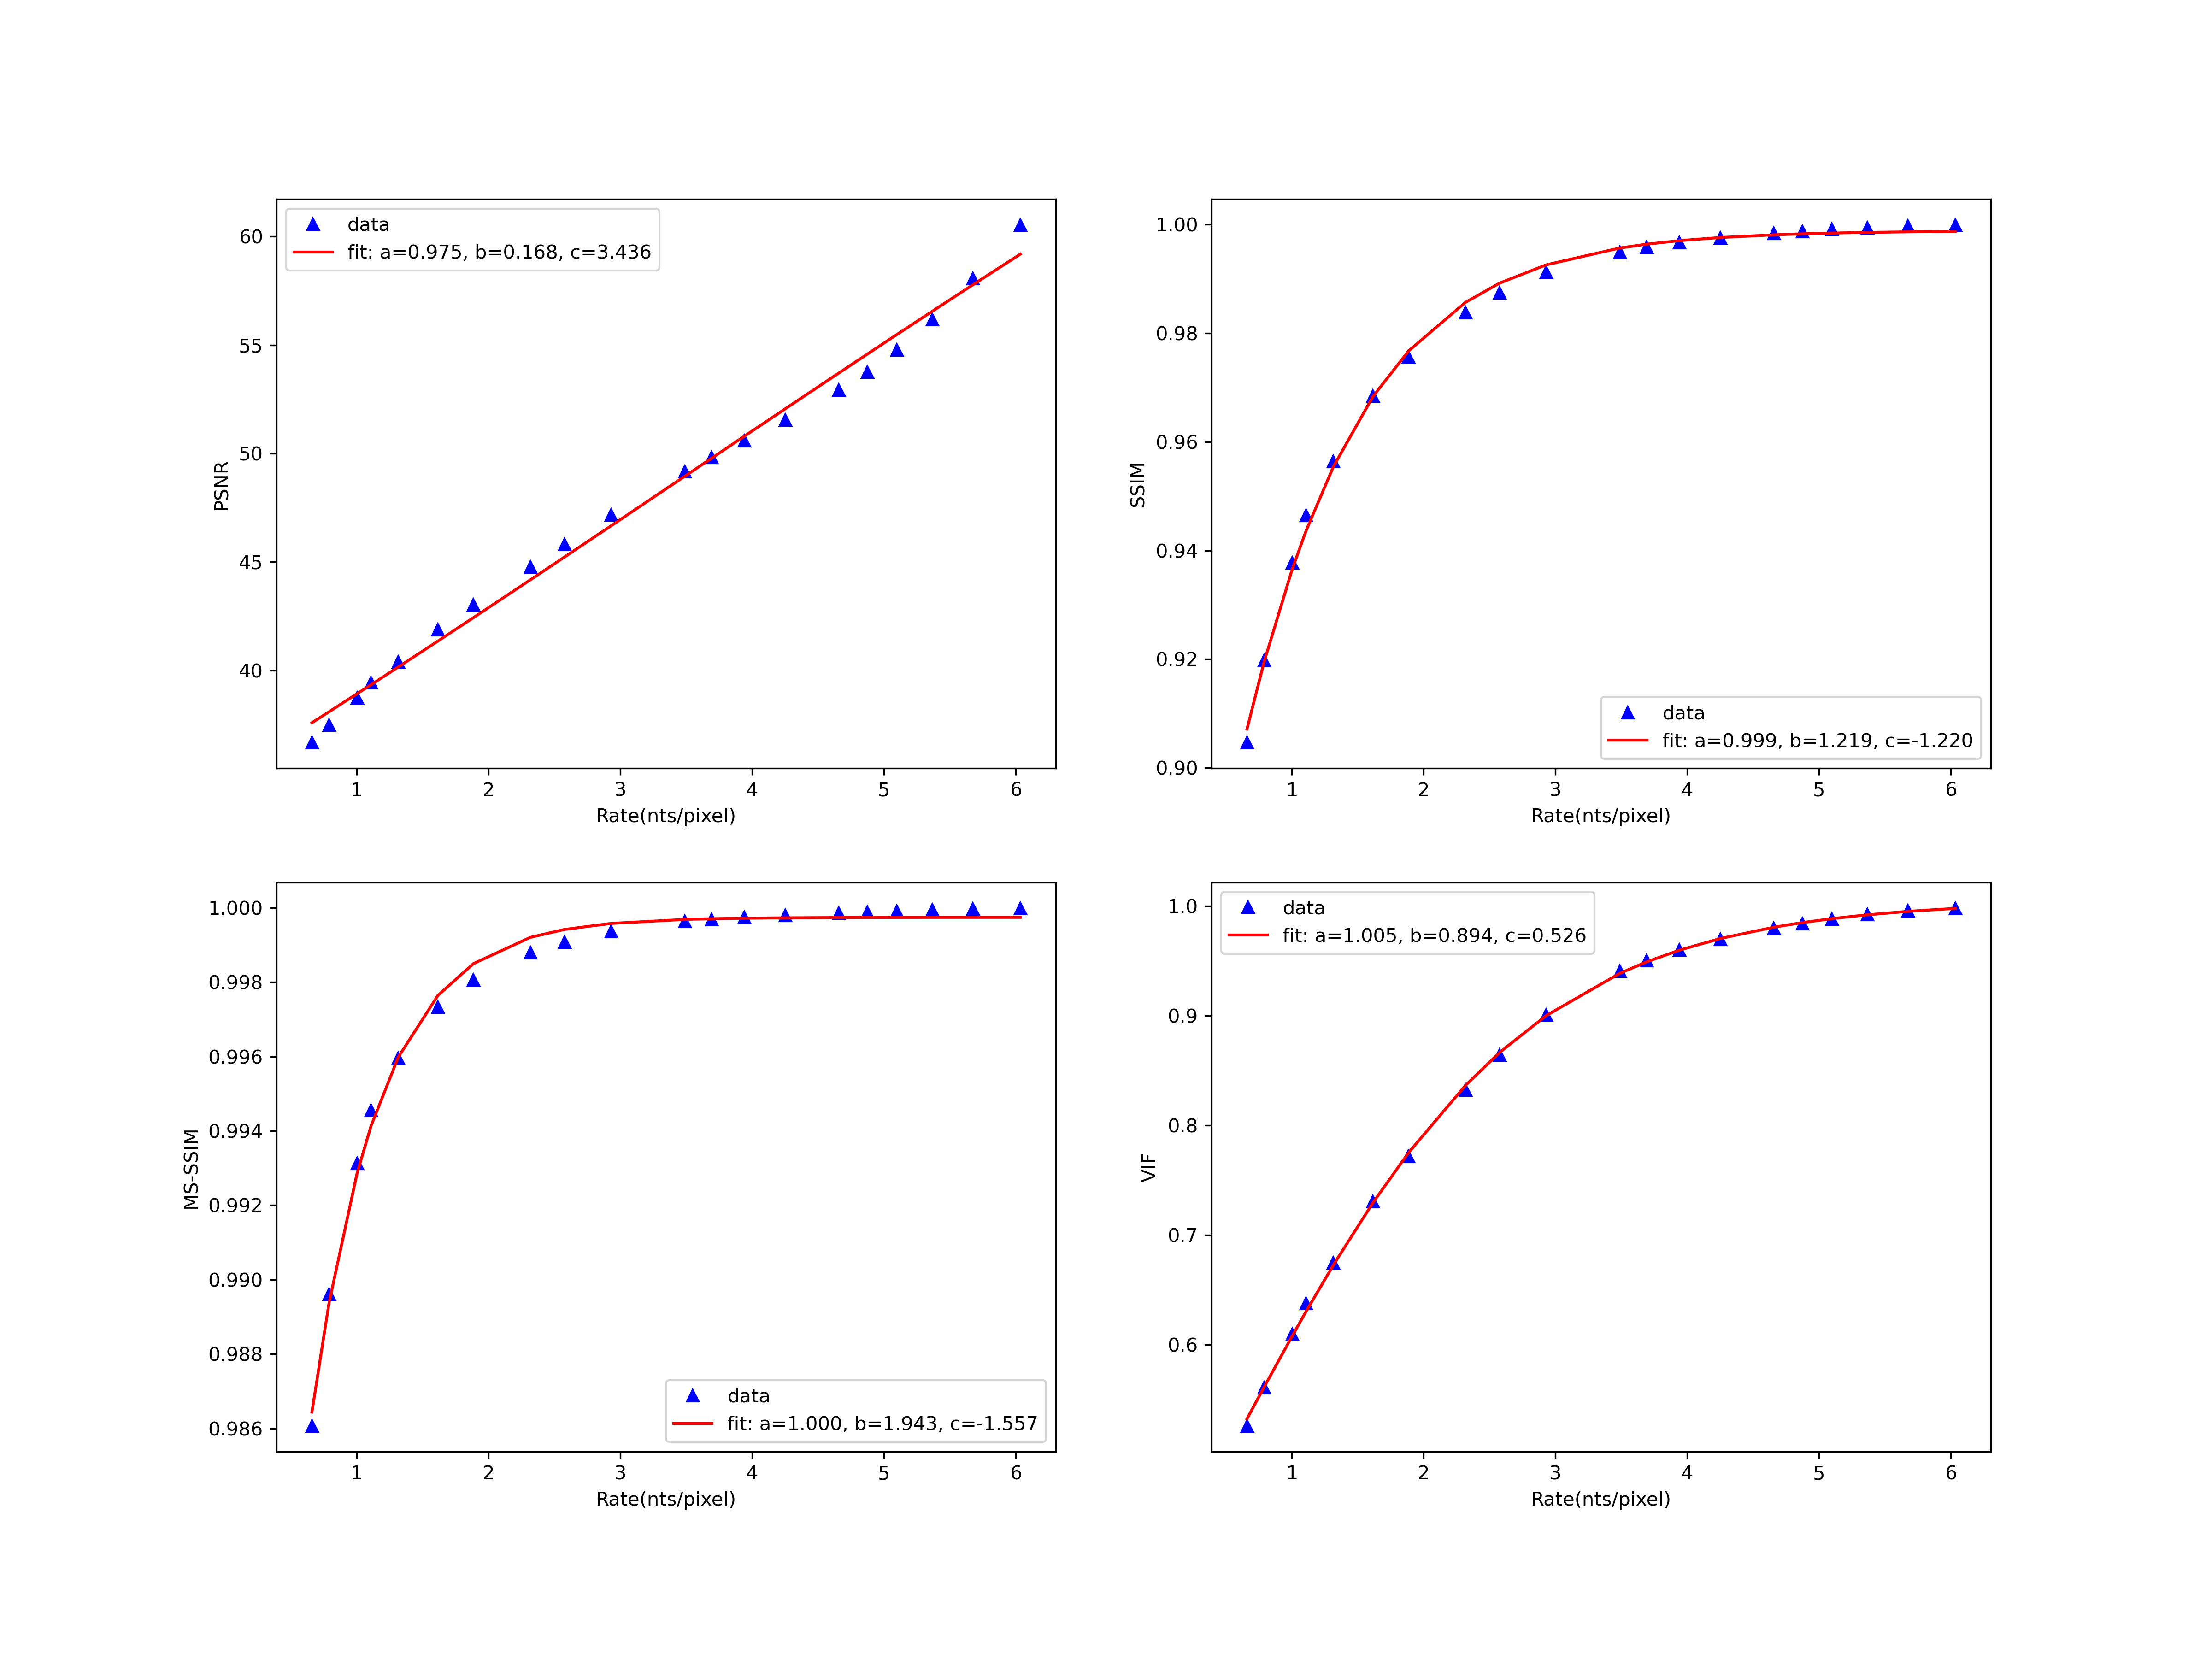 data
fit: a=0.975, b=0.168, c=3.436
60
55
50
45
40
PSNR
1 2 3 4 5 6
Rate(nts/pixel)
1.00
0.98
0.96
0.94
0.92
0.90
SSIM
data
fit: a=0.999, b=1.219, c=-1.220
1 2 3 4 5 6
Rate(nts/pixel)
1.000
0.998
0.996
0.994
0.992
0.990
0.988
0.986
MS-SSIM
data
fit: a=1.000, b=1.943, c=-1.557
1 2 3 4 5 6
Rate(nts/pixel)
data
fit: a=1.005, b=0.894, c=0.526
1.0
0.9
0.8
0.7
0.6
VIF
1 2 3 4 5 6
Rate(nts/pixel)